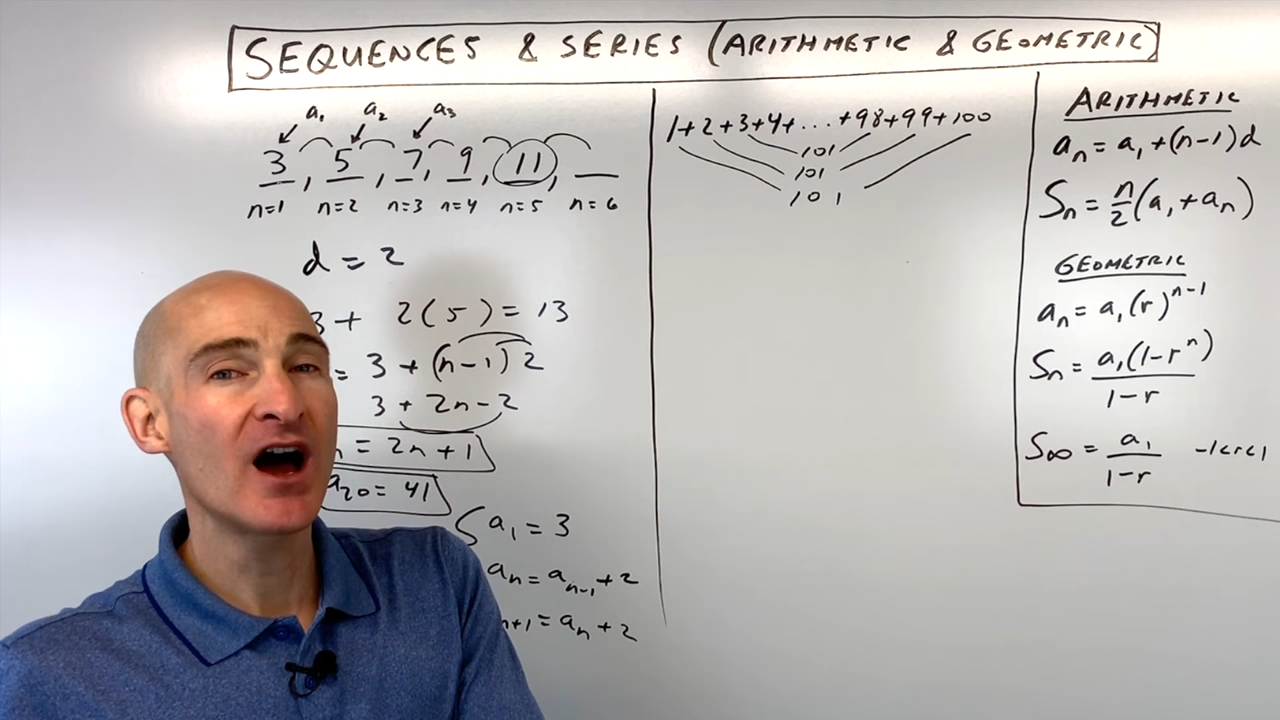 SEQUENCES & SERIES (ARITHMETIC & GEOMETRIC)
a₁ a₂ a₃
3, 5, 7, 9, 11, __
n=1 n=2 n=3 n=4 n=5 n=6
d = 2
3 + 2(5) = 13
= 3 + (n-1)2
3 + 2n - 2
= 2n + 1
a₂₀ = 41
a₁ = 3
aₙ = aₙ₋₁ + 2
n+1 = aₙ + 2
1+2+3+4+...+98+99+100
101
101
101
ARITHMETIC
aₙ = a₁ + (n-1)d
Sₙ = n/2 (a₁ + aₙ)
GEOMETRIC
aₙ = a₁(r)ⁿ⁻¹
Sₙ = a₁(1-rⁿ) / 1-r
S∞ = a₁ / 1-r -1<r<1